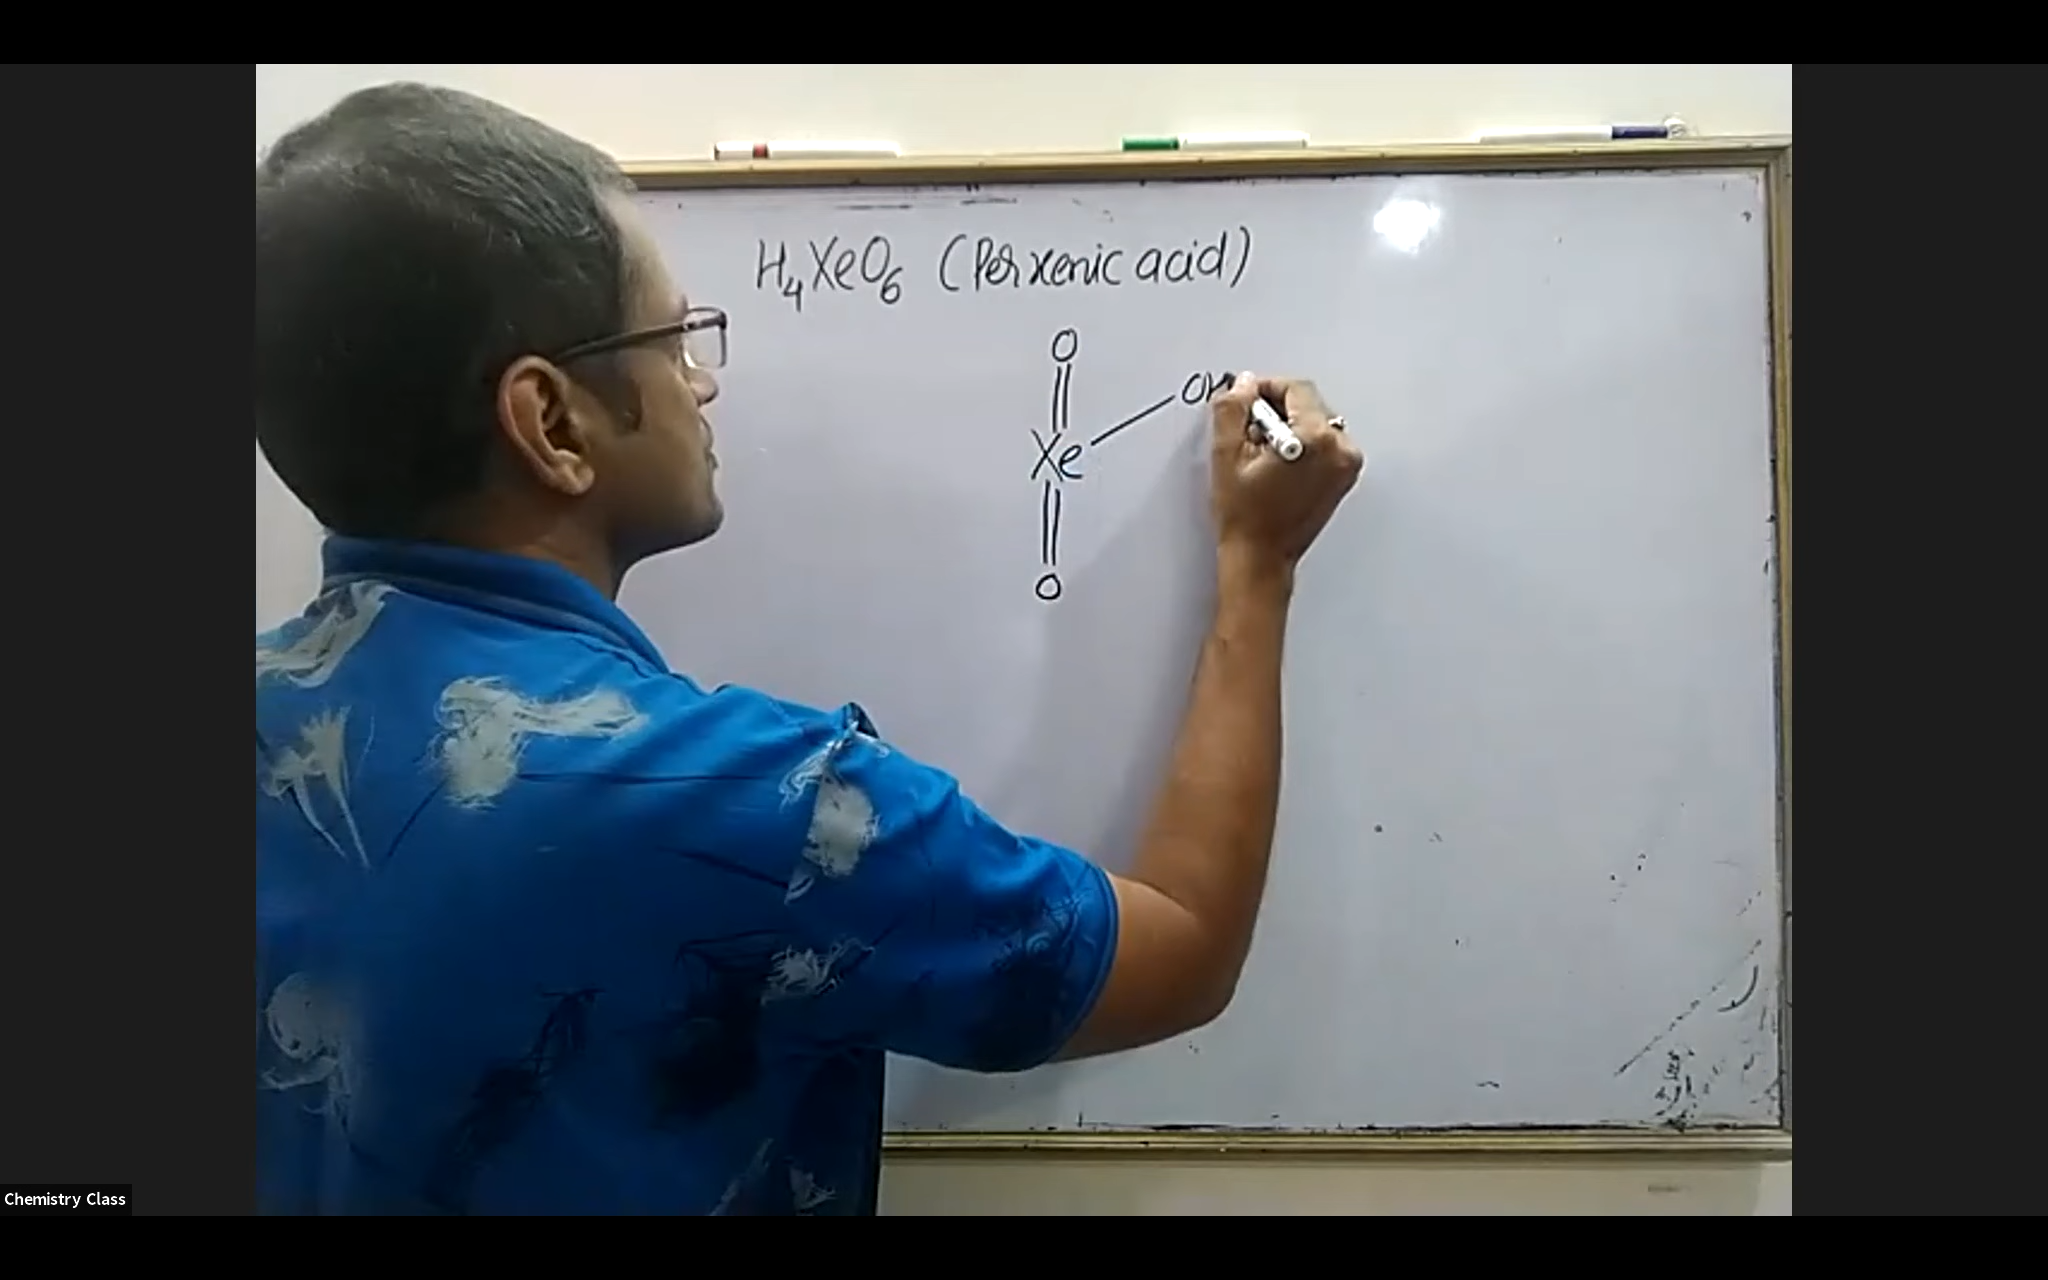 H₄XeO₆ (Perxenic acid)
O
Xe
OH
O
Chemistry Class